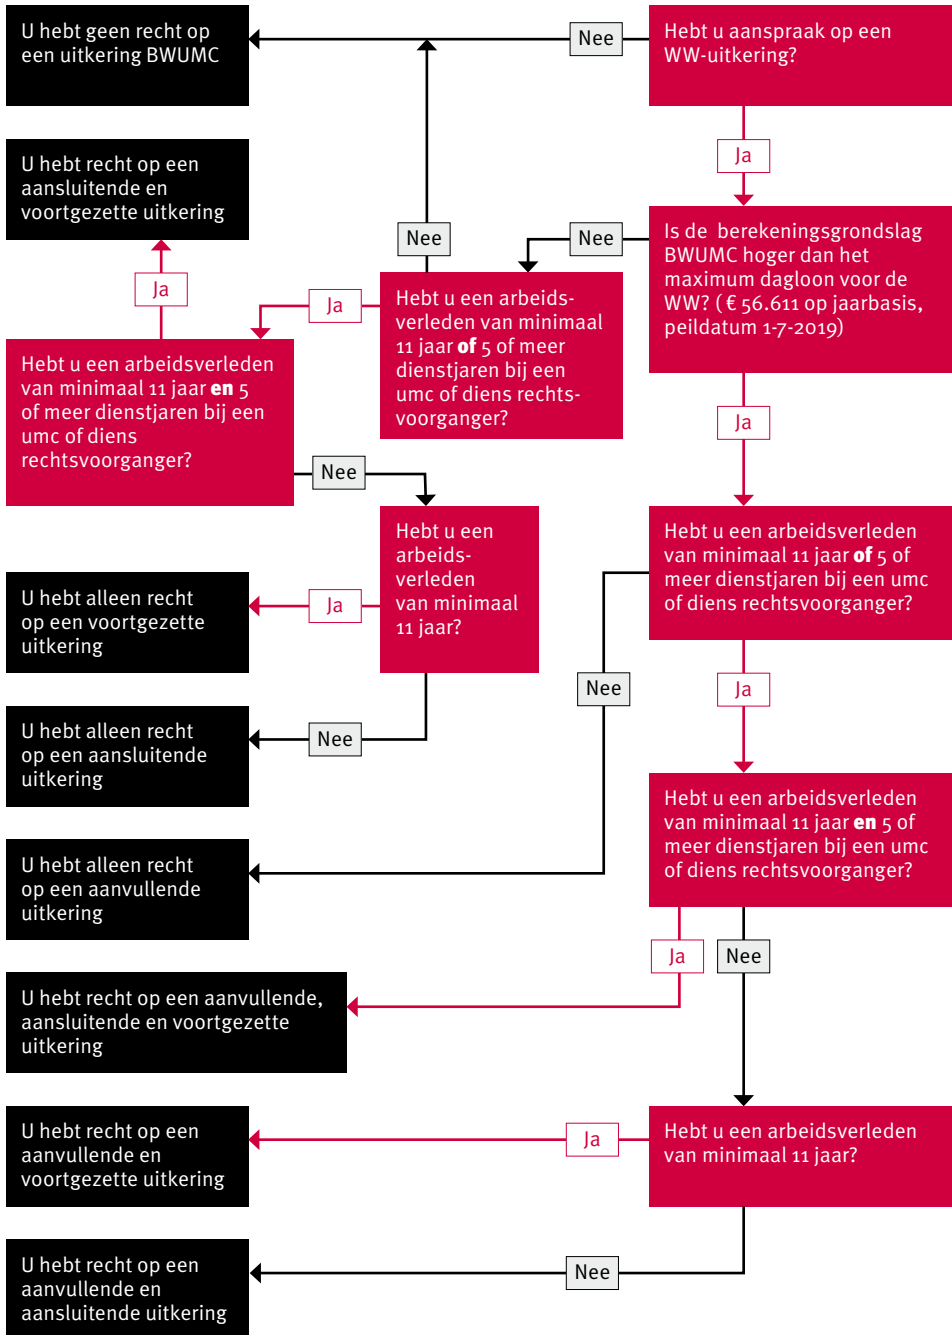 U hebt geen recht op
een uitkering BWUMC
Nee
Hebt u aanspraak op een
WW-uitkering?
Ja
U hebt recht op een
aansluitende en
voortgezette uitkering
Nee
Nee
Is de berekeningsgrondslag
BWUMC hoger dan het
maximum dagloon voor de
WW? (€ 56.611 op jaarbasis,
peildatum 1-7-2019)
Ja
Ja
Hebt u een arbeids-
verleden van minimaal
11 jaar of 5 of meer
dienstjaren bij een
umc of diens rechts-
voorganger?
Hebt u een arbeidsverleden
van minimaal 11 jaar en 5
of meer dienstjaren bij een
umc of diens
rechtsvoorganger?
Ja
Nee
Hebt u een
arbeids-
verleden
van minimaal
11 jaar?
Hebt u een arbeidsverleden
van minimaal 11 jaar of 5 of
meer dienstjaren bij een umc
of diens rechtsvoorganger?
U hebt alleen recht
op een voortgezette
uitkering
Ja
Nee
Ja
U hebt alleen recht
op een aansluitende
uitkering
Nee
Hebt u een arbeidsverleden
van minimaal 11 jaar en 5 of
meer dienstjaren bij een umc
of diens rechtsvoorganger?
U hebt alleen recht
op een aanvullende
uitkering
Ja
Nee
U hebt recht op een aanvullende,
aansluitende en voortgezette
uitkering
U hebt recht op een
aanvullende en
voortgezette uitkering
Ja
Hebt u een arbeidsverleden
van minimaal 11 jaar?
U hebt recht op een
aanvullende en
aansluitende uitkering
Nee